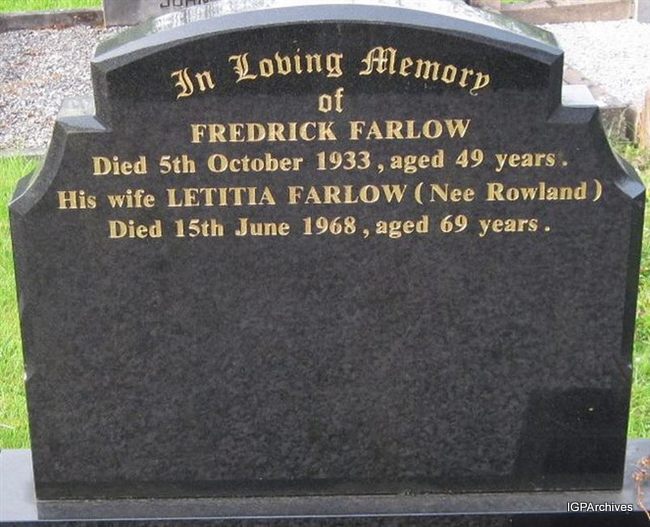 In Loving Memory
of
FREDRICK FARLOW
Died 5th October 1933, aged 49 years.
His wife LETITIA FARLOW (Nee Rowland)
Died 15th June 1968, aged 69 years.
IGPArchives